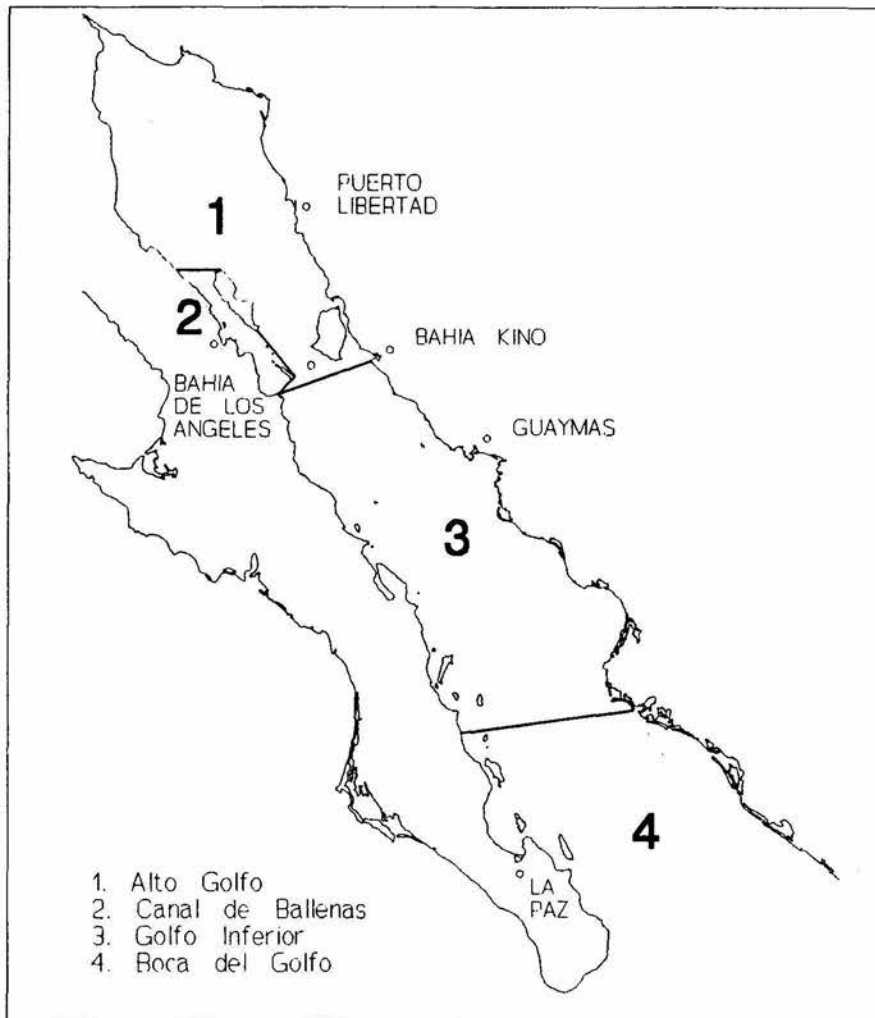 PUERTO
LIBERTAD
1
2
BAHIA KINO
BAHIA
DE LOS
ANGELES
GUAYMAS
3
4
LA
PAZ
1. Alto Golfo
2. Canal de Ballenas
3. Golfo Inferior
4. Boca del Golfo